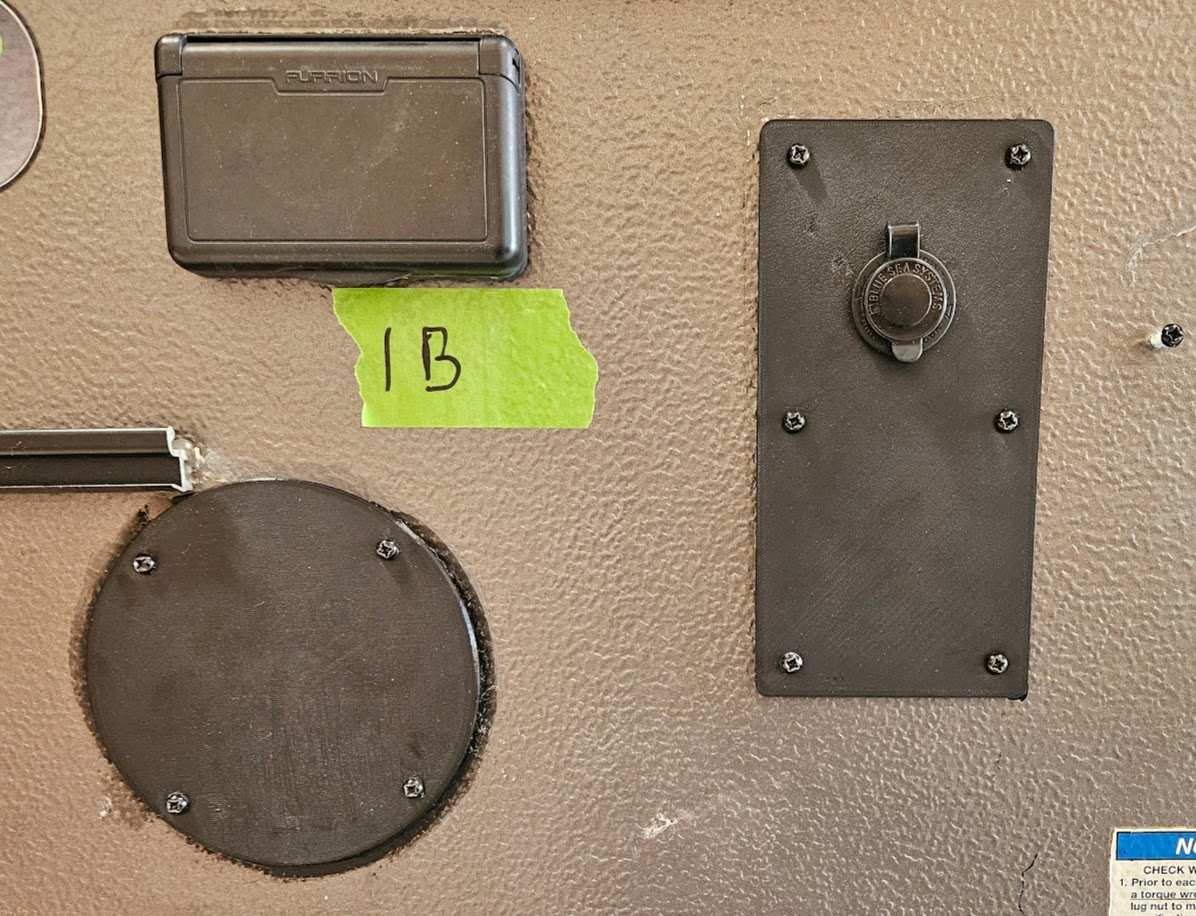 FURRION
BLUE SEA SYSTEMS
1B
CHECK
1. Prior to eac
a torque wre
lug nut to m